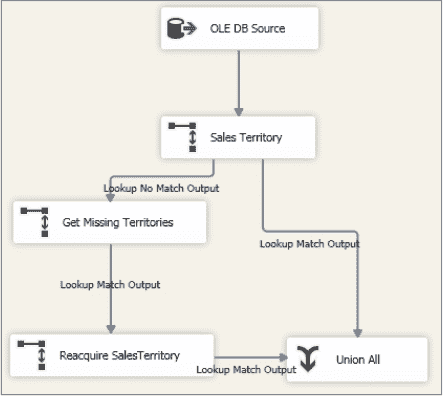 OLE DB Source
Sales Territory
Lookup No Match Output
Get Missing Territories
Lookup Match Output
Lookup Match Output
Reacquire SalesTerritory
Lookup Match Output
Union All